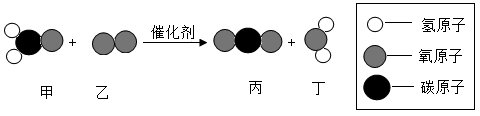 + 催化剂 +
甲 乙 丙 丁
氢原子
氧原子
碳原子